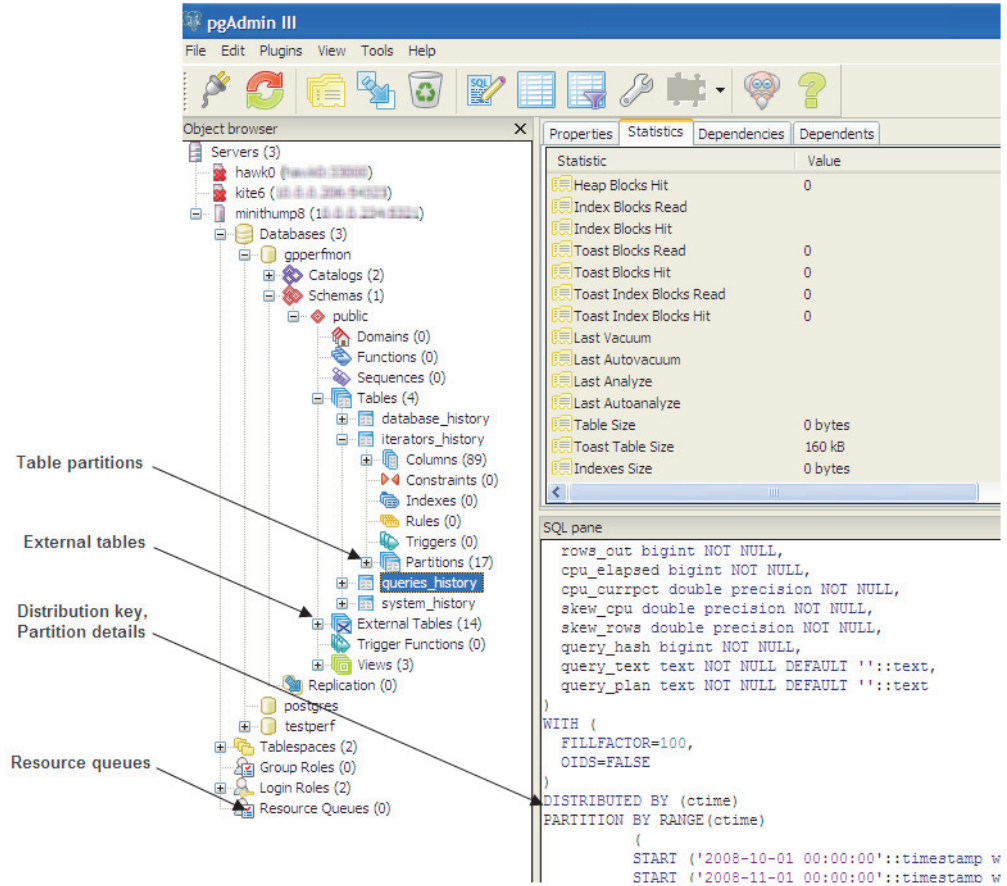 pgAdmin III
File Edit Plugins View Tools Help
SQL
Object browser X
Servers (3)
hawk0 (
kite6 (
minithump8 (
Databases (3)
gpperfmon
Catalogs (2)
Schemas (1)
public
Domains (0)
Functions (0)
Sequences (0)
Tables (4)
database_history
iterators_history
Columns (89)
Constraints (0)
Indexes (0)
Rules (0)
Triggers (0)
Partitions (17)
queries_history
system_history
External Tables (14)
Trigger Functions (0)
Views (3)
Replication (0)
postgres
testperf
Tablespaces (2)
Group Roles (0)
Login Roles (2)
Resource Queues (0)
Table partitions
External tables
Distribution key,
Partition details
Resource queues
Properties Statistics Dependencies Dependents
Statistic Value
Heap Blocks Hit 0
Index Blocks Read
Index Blocks Hit
Toast Blocks Read 0
Toast Blocks Hit 0
Toast Index Blocks Read 0
Toast Index Blocks Hit 0
Last Vacuum
Last Autovacuum
Last Analyze
Last Autoanalyze
Table Size 0 bytes
Toast Table Size 160 kB
Indexes Size 0 bytes
SQL pane
rows_out bigint NOT NULL,
cpu_elapsed bigint NOT NULL,
cpu_currpct double precision NOT NULL,
skew_cpu double precision NOT NULL,
skew_rows double precision NOT NULL,
query_hash bigint NOT NULL,
query_text text NOT NULL DEFAULT ''::text,
query_plan text NOT NULL DEFAULT ''::text
)
WITH (
FILLFACTOR=100,
OIDS=FALSE
)
DISTRIBUTED BY (ctime)
PARTITION BY RANGE(ctime)
(
START ('2008-10-01 00:00:00'::timestamp w
START ('2008-11-01 00:00:00'::timestamp w